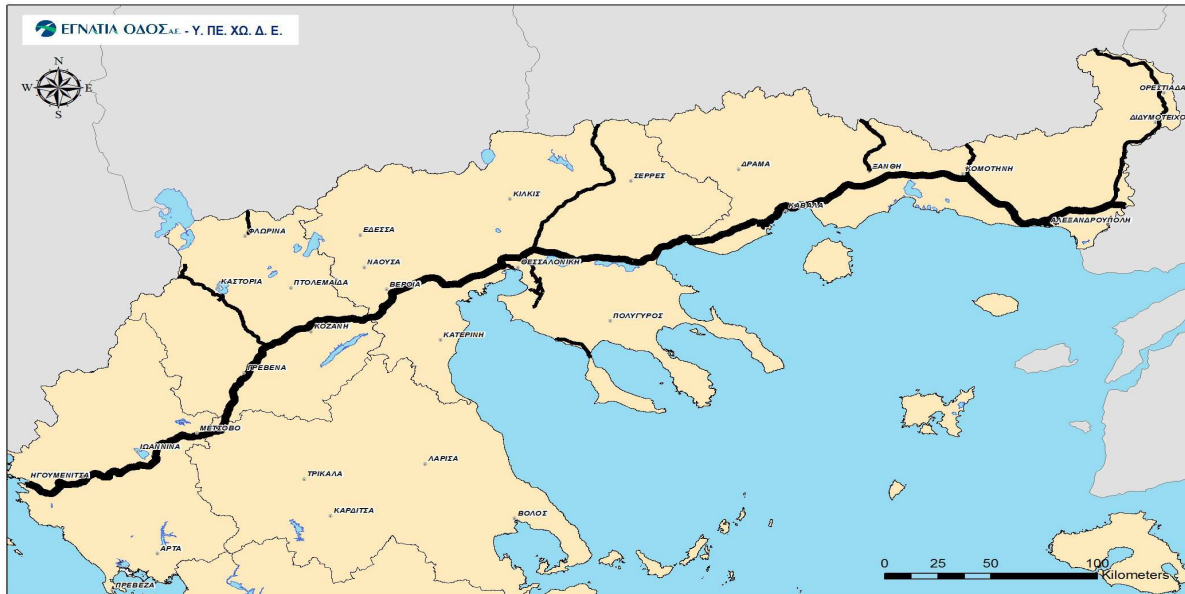 ΕΓΝΑΤΙΑ ΟΔΟΣ Α.Ε. - Υ. ΠΕ. ΧΩ. Δ. Ε.
N
W E
S
ΟΡΕΣΤΙΑΔΑ
ΔΙΔΥΜΟΤΕΙΧΟ
ΔΡΑΜΑ
ΞΑΝΘΗ
ΚΟΜΟΤΗΝΗ
ΣΕΡΡΕΣ
ΚΙΛΚΙΣ
ΚΑΒΑΛΑ
ΑΛΕΞΑΝΔΡΟΥΠΟΛΗ
ΦΛΩΡΙΝΑ
ΕΔΕΣΣΑ
ΝΑΟΥΣΑ
ΘΕΣΣΑΛΟΝΙΚΗ
ΚΑΣΤΟΡΙΑ
ΠΤΟΛΕΜΑΪΔΑ
ΒΕΡΟΙΑ
ΠΟΛΥΓΥΡΟΣ
ΚΟΖΑΝΗ
ΚΑΤΕΡΙΝΗ
ΓΡΕΒΕΝΑ
ΜΕΤΣΟΒΟ
ΙΩΑΝΝΙΝΑ
ΗΓΟΥΜΕΝΙΤΣΑ
ΛΑΡΙΣΑ
ΤΡΙΚΑΛΑ
ΚΑΡΔΙΤΣΑ
ΒΟΛΟΣ
ΑΡΤΑ
ΠΡΕΒΕΖΑ
0 25 50 100
Kilometers